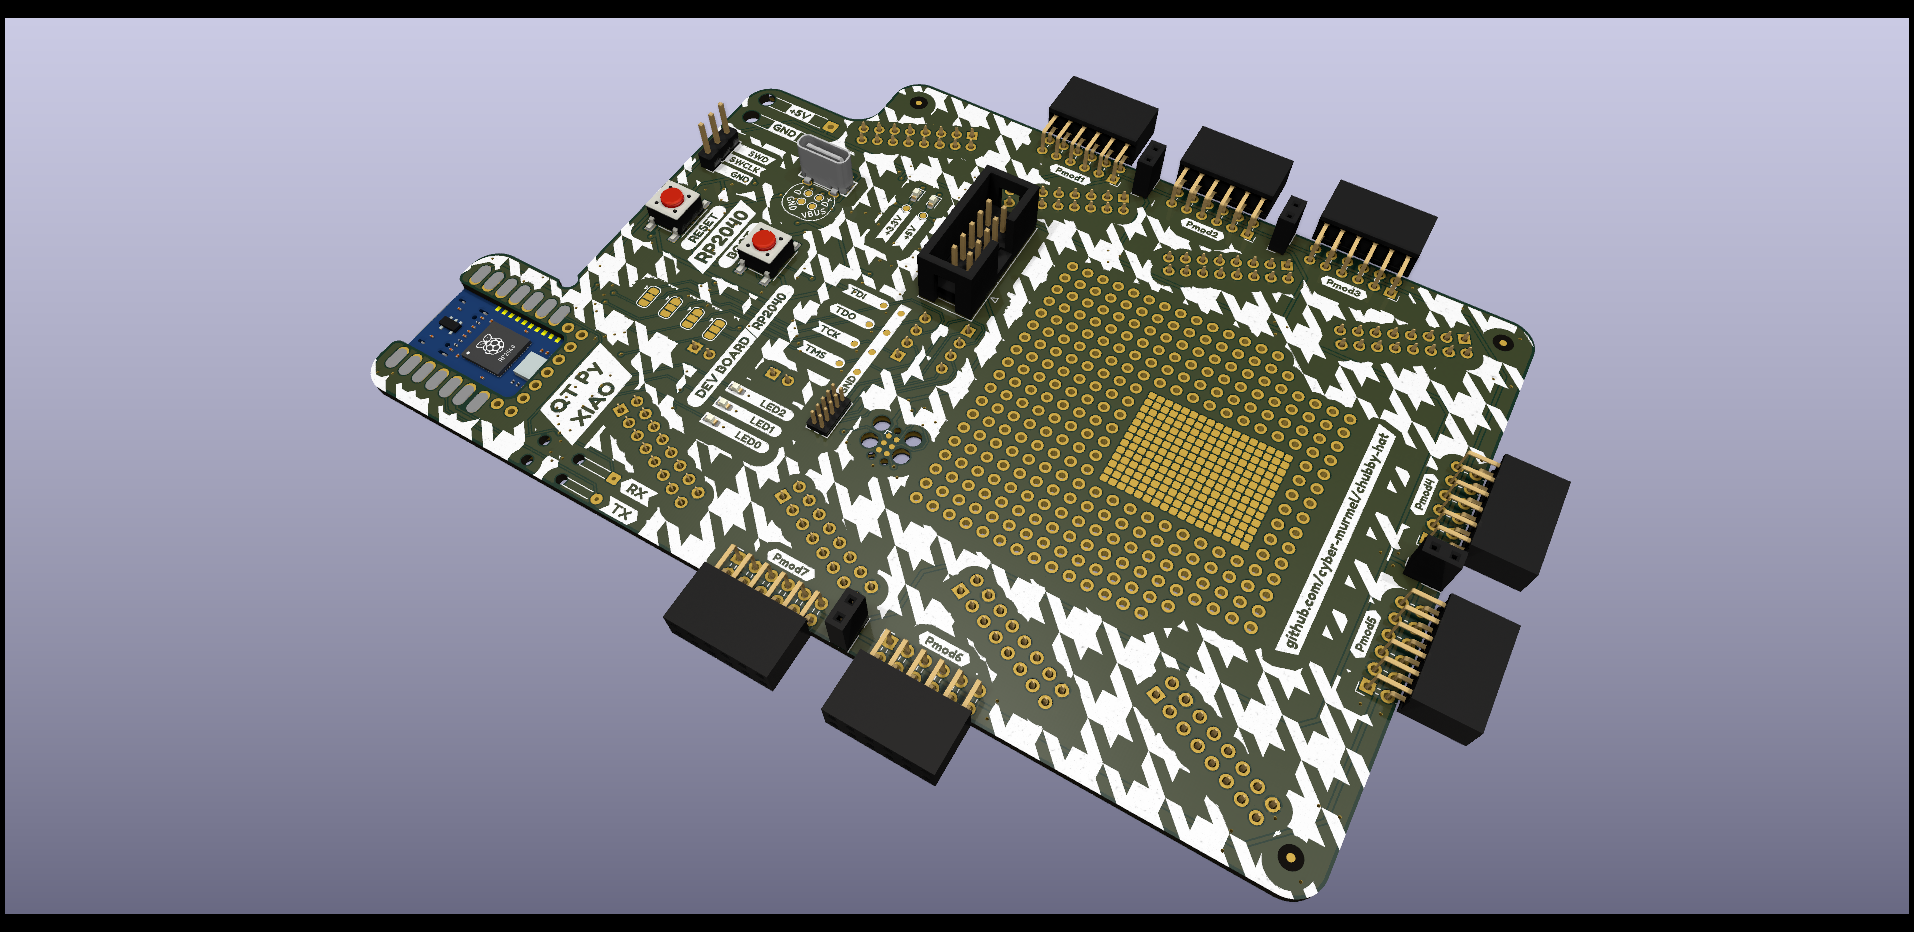 +5V
GND
SWD
SWCLK
GND
RESET
RP2040
GND
VBUS
D+
+3.3V
+5V
Pmod1
Pmod2
Pmod3
TDI
TDO
TCK
TMS
GND
DEV BOARD
RP2040
LED2
LED1
LED0
QT Py
XIAO
RX
TX
Pmod7
Pmod6
Pmod4
Pmod5
github.com/cyber-murmel/chubby-hat